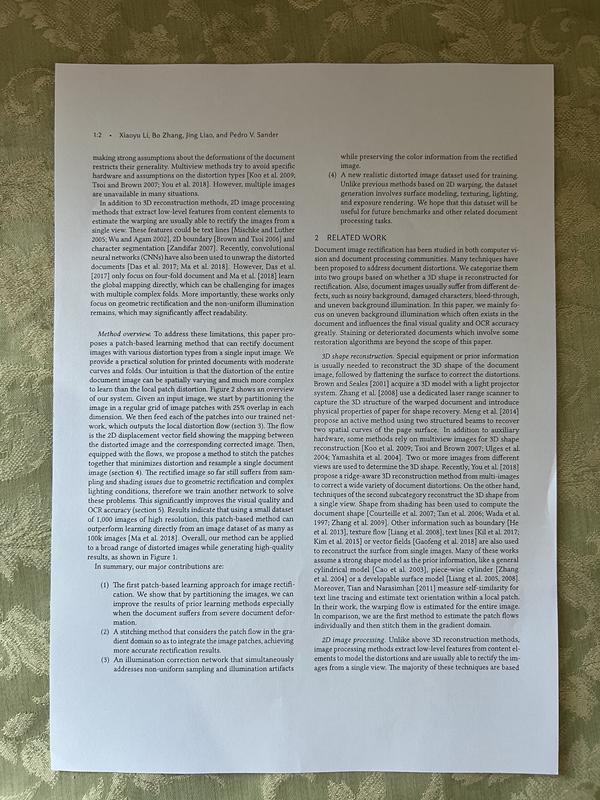 1:2 • Xiaoyu Li, Bo Zhang, Jing Liao, and Pedro V. Sander
making strong assumptions about the deformations of the document
restricts their generality. Multiview methods try to avoid specific
hardware and assumptions on the distortion types [Koo et al. 2009;
Tsoi and Brown 2007; You et al. 2018]. However, multiple images
are unavailable in many situations.
In addition to 3D reconstruction methods, 2D image processing
methods that extract low-level features from content elements to
estimate the warping are usually able to rectify the images from a
single view. These features could be text lines [Mischke and Luther
2005; Wu and Agam 2002], 2D boundary [Brown and Tsoi 2006] and
character segmentation [Zandifar 2007]. Recently, convolutional
neural networks (CNNs) have also been used to unwrap the distorted
documents [Das et al. 2017; Ma et al. 2018]. However, Das et al.
[2017] only focus on four-fold document and Ma et al. [2018] learn
the global mapping directly, which can be challenging for images
with multiple complex folds. More importantly, these works only
focus on geometric rectification and the non-uniform illumination
remains, which may significantly affect readability.
Method overview. To address these limitations, this paper pro-
poses a patch-based learning method that can rectify document
images with various distortion types from a single input image. We
provide a practical solution for printed documents with moderate
curves and folds. Our intuition is that the distortion of the entire
document image can be spatially varying and much more complex
to learn than the local patch distortion. Figure 2 shows an overview
of our system. Given an input image, we start by partitioning the
image in a regular grid of image patches with 25% overlap in each
dimension. We then feed each of the patches into our trained net-
work, which outputs the local distortion flow (section 3). The flow
is the 2D displacement vector field showing the mapping between
the distorted image and the corresponding corrected image. Then,
equipped with the flows, we propose a method to stitch the patches
together that minimizes distortion and resample a single document
image (section 4). The rectified image so far still suffers from sam-
pling and shading issues due to geometric rectification and complex
lighting conditions, therefore we train another network to solve
these problems. This significantly improves the visual quality and
OCR accuracy (section 5). Results indicate that using a small dataset
of 1,000 images of high resolution, this patch-based method can
outperform learning directly from an image dataset of as many as
100k images [Ma et al. 2018]. Overall, our method can be applied
to a broad range of distorted images while generating high-quality
results, as shown in Figure 1.
In summary, our major contributions are:
(1) The first patch-based learning approach for image rectifi-
cation. We show that by partitioning the images, we can
improve the results of prior learning methods especially
when the document suffers from severe document defor-
mation.
(2) A stitching method that considers the patch flow in the gra-
dient domain so as to integrate the image patches, achieving
more accurate rectification results.
(3) An illumination correction network that simultaneously
addresses non-uniform sampling and illumination artifacts
while preserving the color information from the rectified
image.
(4) A new realistic distorted image dataset used for training.
Unlike previous methods based on 2D warping, the dataset
generation involves surface modeling, texturing, lighting,
and exposure rendering. We hope that this dataset will be
useful for future benchmarks and other related document
processing tasks.
2 RELATED WORK
Document image rectification has been studied in both computer vi-
sion and document processing communities. Many techniques have
been proposed to address document distortions. We categorize them
into two groups based on whether a 3D shape is reconstructed for
rectification. Also, document images usually suffer from different de-
fects, such as noisy background, damaged characters, bleed-through,
and uneven background illumination. In this paper, we mainly fo-
cus on uneven background illumination which often exists in the
document and influences the final visual quality and OCR accuracy
greatly. Staining or deteriorated documents which involve some
restoration algorithms are beyond the scope of this paper.
3D shape reconstruction. Special equipment or prior information
is usually needed to reconstruct the 3D shape of the document
image, followed by flattening the surface to correct the distortions.
Brown and Seales [2001] acquire a 3D model with a light projector
system. Zhang et al. [2008] use a dedicated laser range scanner to
capture the 3D structure of the warped document and introduce
physical properties of paper for shape recovery. Meng et al. [2014]
propose an active method using two structured beams to recover
two spatial curves of the page surface. In addition to auxiliary
hardware, some methods rely on multiview images for 3D shape
reconstruction [Koo et al. 2009; Tsoi and Brown 2007; Ulges et al.
2004; Yamashita et al. 2004]. Two or more images from different
views are used to determine the 3D shape. Recently, You et al. [2018]
propose a ridge-aware 3D reconstruction method from multi-images
to correct a wide variety of document distortions. On the other hand,
techniques of the second subcategory reconstruct the 3D shape from
a single view. Shape from shading has been used to compute the
document shape [Courteille et al. 2007; Tan et al. 2006; Wada et al.
1997; Zhang et al. 2009]. Other information such as boundary [He
et al. 2013], texture flow [Liang et al. 2008], text lines [Kil et al. 2017;
Kim et al. 2015] or vector fields [Gaofeng et al. 2018] are also used
to reconstruct the surface from single images. Many of these works
assume a strong shape model as the prior information, like a general
cylindrical model [Cao et al. 2003], piece-wise cylinder [Zhang
et al. 2004] or a developable surface model [Liang et al. 2005, 2008].
Moreover, Tian and Narasimhan [2011] measure self-similarity for
text line tracing and estimate text orientation within a local patch.
In their work, the warping flow is estimated for the entire image.
In comparison, we are the first method to estimate the patch flows
individually and then stitch them in the gradient domain.
2D image processing. Unlike above 3D reconstruction methods,
image processing methods extract low-level features from content el-
ements to model the distortions and are usually able to rectify the im-
ages from a single view. The majority of these techniques are based